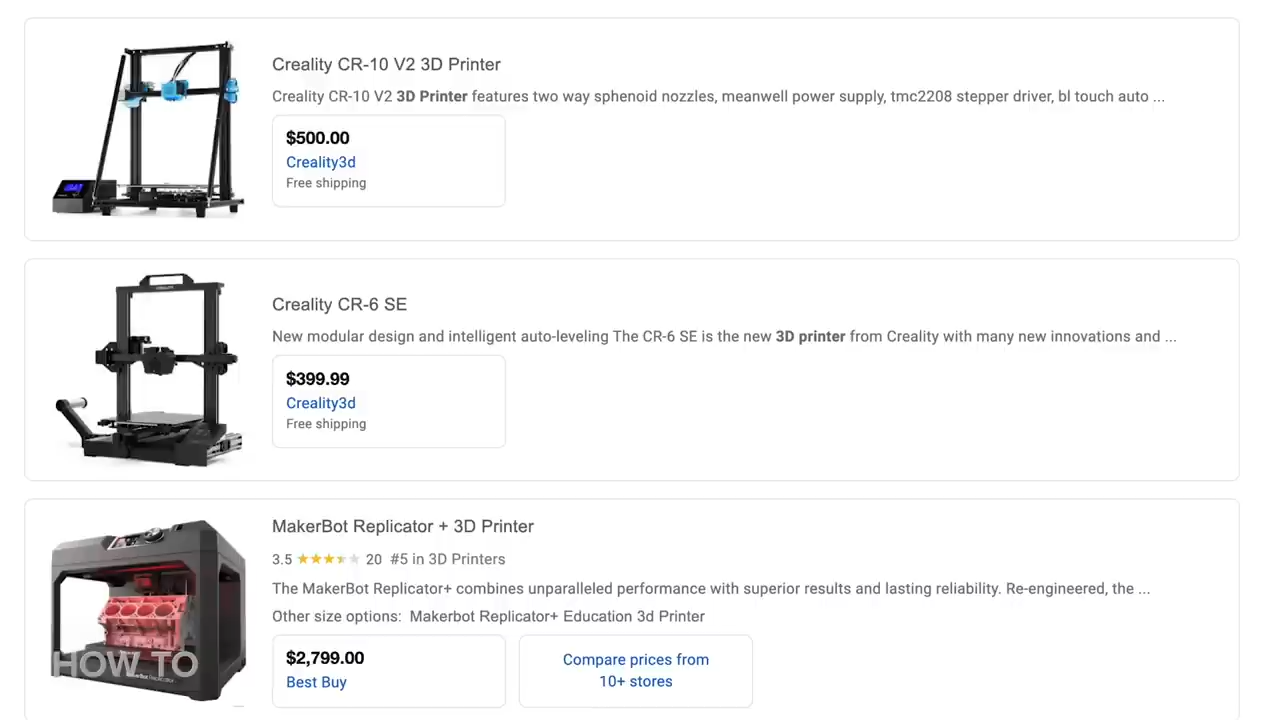 Creality CR-10 V2 3D Printer
Creality CR-10 V2 3D Printer features two way sphenoid nozzles, meanwell power supply, tmc2208 stepper driver, bl touch auto ...
$500.00
Creality3d
Free shipping
Creality CR-6 SE
New modular design and intelligent auto-leveling The CR-6 SE is the new 3D printer from Creality with many new innovations and ...
$399.99
Creality3d
Free shipping
MakerBot Replicator + 3D Printer
3.5 20 #5 in 3D Printers
The MakerBot Replicator+ combines unparalleled performance with superior results and lasting reliability. Re-engineered, the ...
Other size options: Makerbot Replicator+ Education 3d Printer
$2,799.00
Best Buy
Compare prices from
10+ stores
HOW TO
MakerBot Replicator